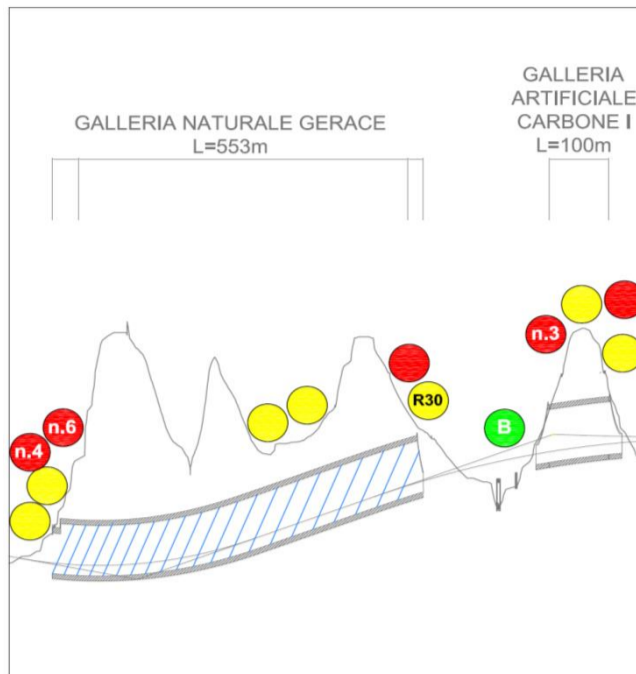 GALLERIA NATURALE GERACE
L=553m
GALLERIA
ARTIFICIALE
CARBONE I
L=100m
n.3
R30
n.6
B
n.4